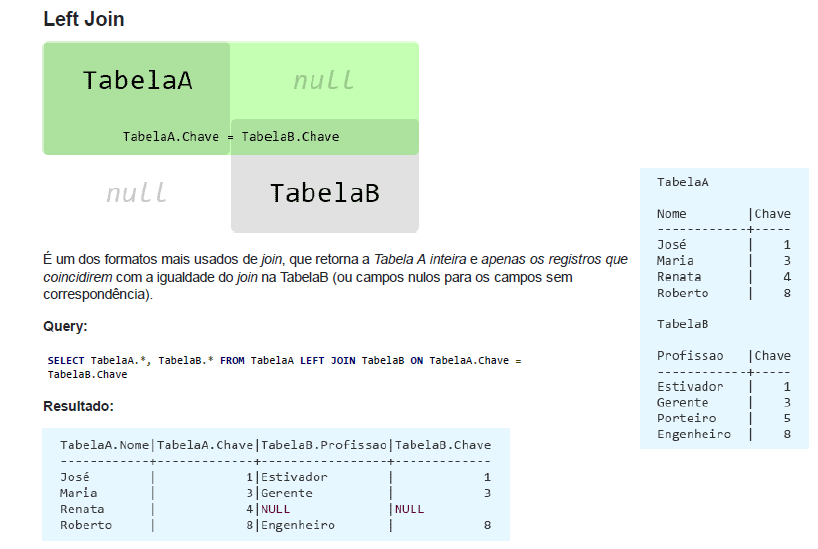 Left Join
TabelaA
null
TabelaA.Chave = TabelaB.Chave
null
TabelaB
É um dos formatos mais usados de join, que retorna a Tabela A inteira e apenas os registros que
coincidirem com a igualdade do join na TabelaB (ou campos nulos para os campos sem
correspondência).
Query:
SELECT TabelaA.*, TabelaB.* FROM TabelaA LEFT JOIN TabelaB ON TabelaA.Chave =
TabelaB.Chave
Resultado:
TabelaA.Nome|TabelaA.Chave|TabelaB.Profissao|TabelaB.Chave
------------+-------------+-----------------+-------------
José        |            1|Estivador        |            1
Maria       |            3|Gerente          |            3
Renata      |            4|NULL             |NULL
Roberto     |            8|Engenheiro       |            8
TabelaA
Nome        |Chave
------------+-----
José        |    1
Maria       |    3
Renata      |    4
Roberto     |    8
TabelaB
Profissao   |Chave
------------+-----
Estivador   |    1
Gerente     |    3
Porteiro    |    5
Engenheiro  |    8